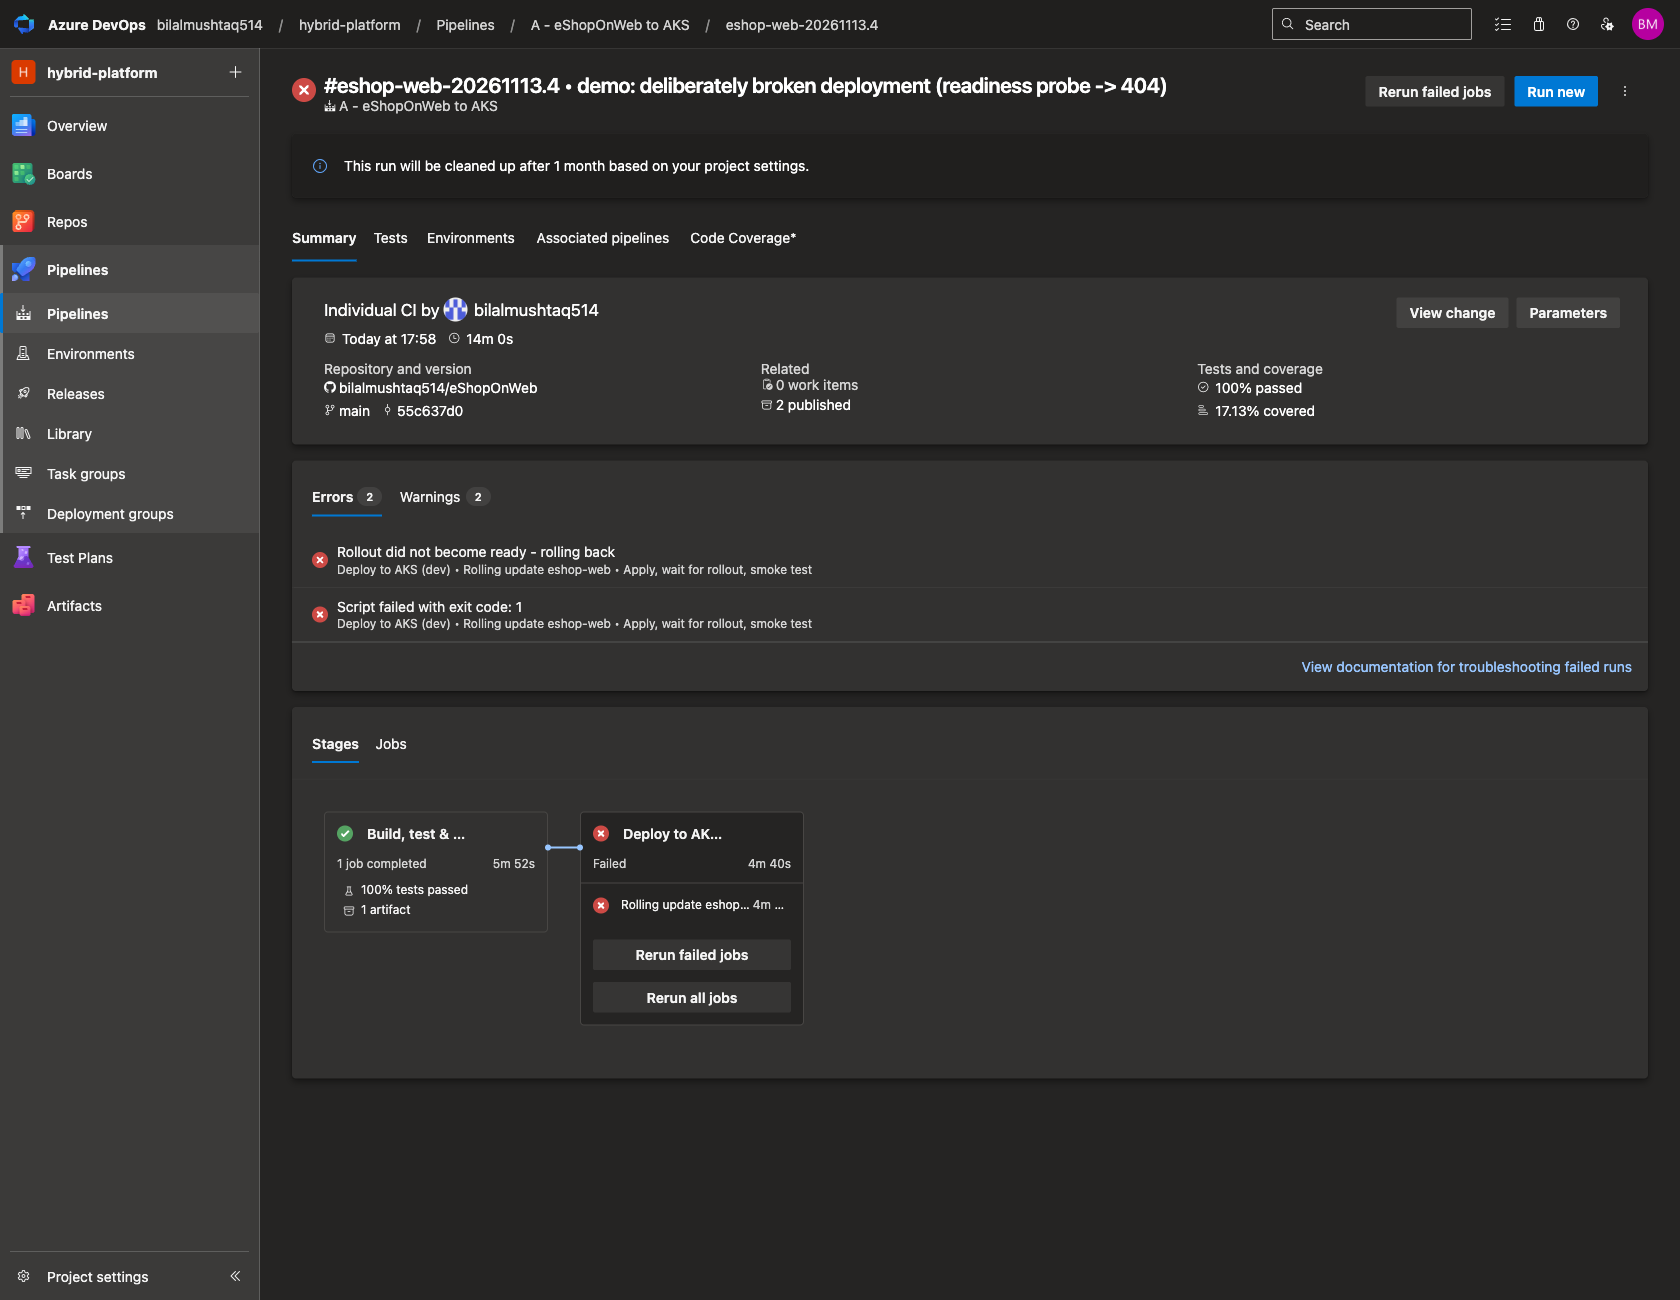 Azure DevOps bilalmushtaq514 / hybrid-platform / Pipelines / A - eShopOnWeb to AKS / eshop-web-20261113.4
Search
BM
H hybrid-platform
Overview
Boards
Repos
Pipelines
Pipelines
Environments
Releases
Library
Task groups
Deployment groups
Test Plans
Artifacts
Project settings
#eshop-web-20261113.4 • demo: deliberately broken deployment (readiness probe -> 404)
A - eShopOnWeb to AKS
Rerun failed jobs
Run new
This run will be cleaned up after 1 month based on your project settings.
Summary Tests Environments Associated pipelines Code Coverage*
Individual CI by bilalmushtaq514
View change Parameters
Today at 17:58 14m 0s
Repository and version
bilalmushtaq514/eShopOnWeb
main 55c637d0
Related
0 work items
2 published
Tests and coverage
100% passed
17.13% covered
Errors 2 Warnings 2
Rollout did not become ready - rolling back
Deploy to AKS (dev) • Rolling update eshop-web • Apply, wait for rollout, smoke test
Script failed with exit code: 1
Deploy to AKS (dev) • Rolling update eshop-web • Apply, wait for rollout, smoke test
View documentation for troubleshooting failed runs
Stages Jobs
Build, test & ...
1 job completed 5m 52s
100% tests passed
1 artifact
Deploy to AK...
Failed 4m 40s
Rolling update eshop... 4m ...
Rerun failed jobs
Rerun all jobs